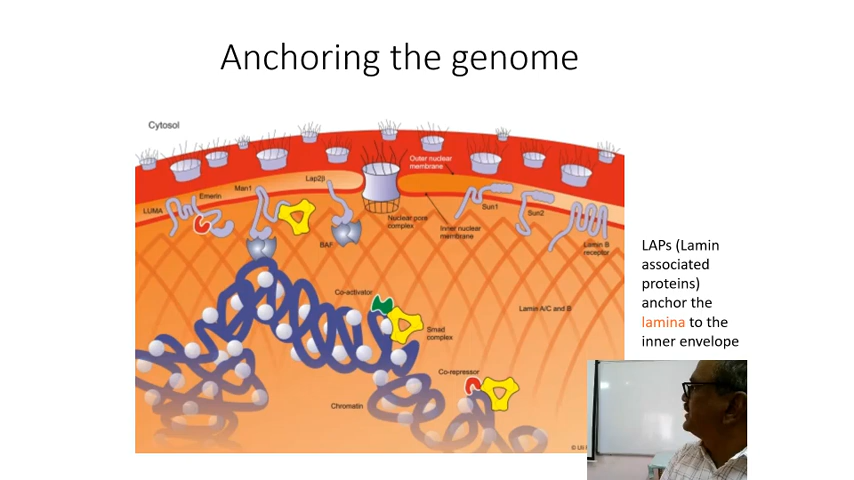 Anchoring the genome
Cytosol
Outer nuclear
membrane
Lap2β
Man1
Emerin
LUMA
Sun1
Sun2
Nuclear pore
complex
Inner nuclear
membrane
BAF
Lamin B
receptor
LAPs (Lamin
associated
proteins)
anchor the
lamina to the
inner envelope
Co-activator
Lamin A/C and B
Smad
complex
Co-repressor
Chromatin